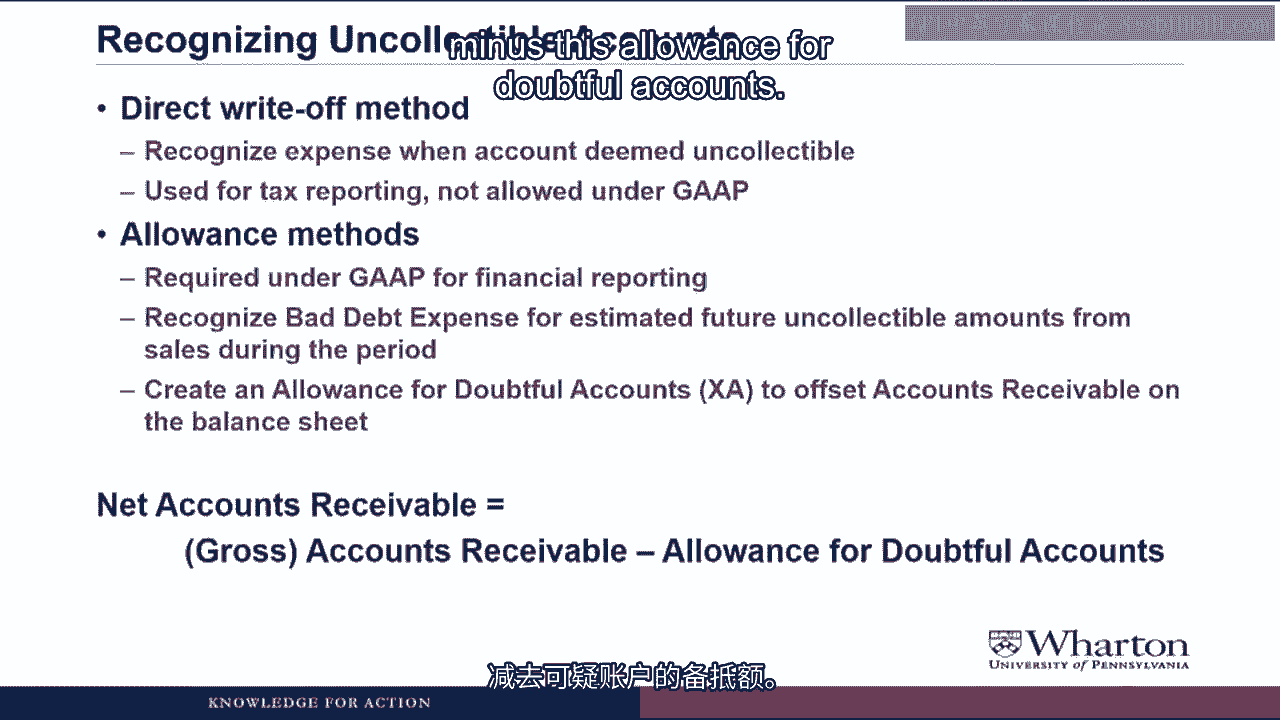 Recognizing Uncollectible Accounts
minus this allowance for
doubtful accounts.
• Direct write-off method
– Recognize expense when account deemed uncollectible
– Used for tax reporting, not allowed under GAAP
• Allowance methods
– Required under GAAP for financial reporting
– Recognize Bad Debt Expense for estimated future uncollectible amounts from
sales during the period
– Create an Allowance for Doubtful Accounts (XA) to offset Accounts Receivable on
the balance sheet
Net Accounts Receivable =
(Gross) Accounts Receivable – Allowance for Doubtful Accounts
Wharton
UNIVERSITY of PENNSYLVANIA
减去可疑账户的备抵额。
KNOWLEDGE FOR ACTION